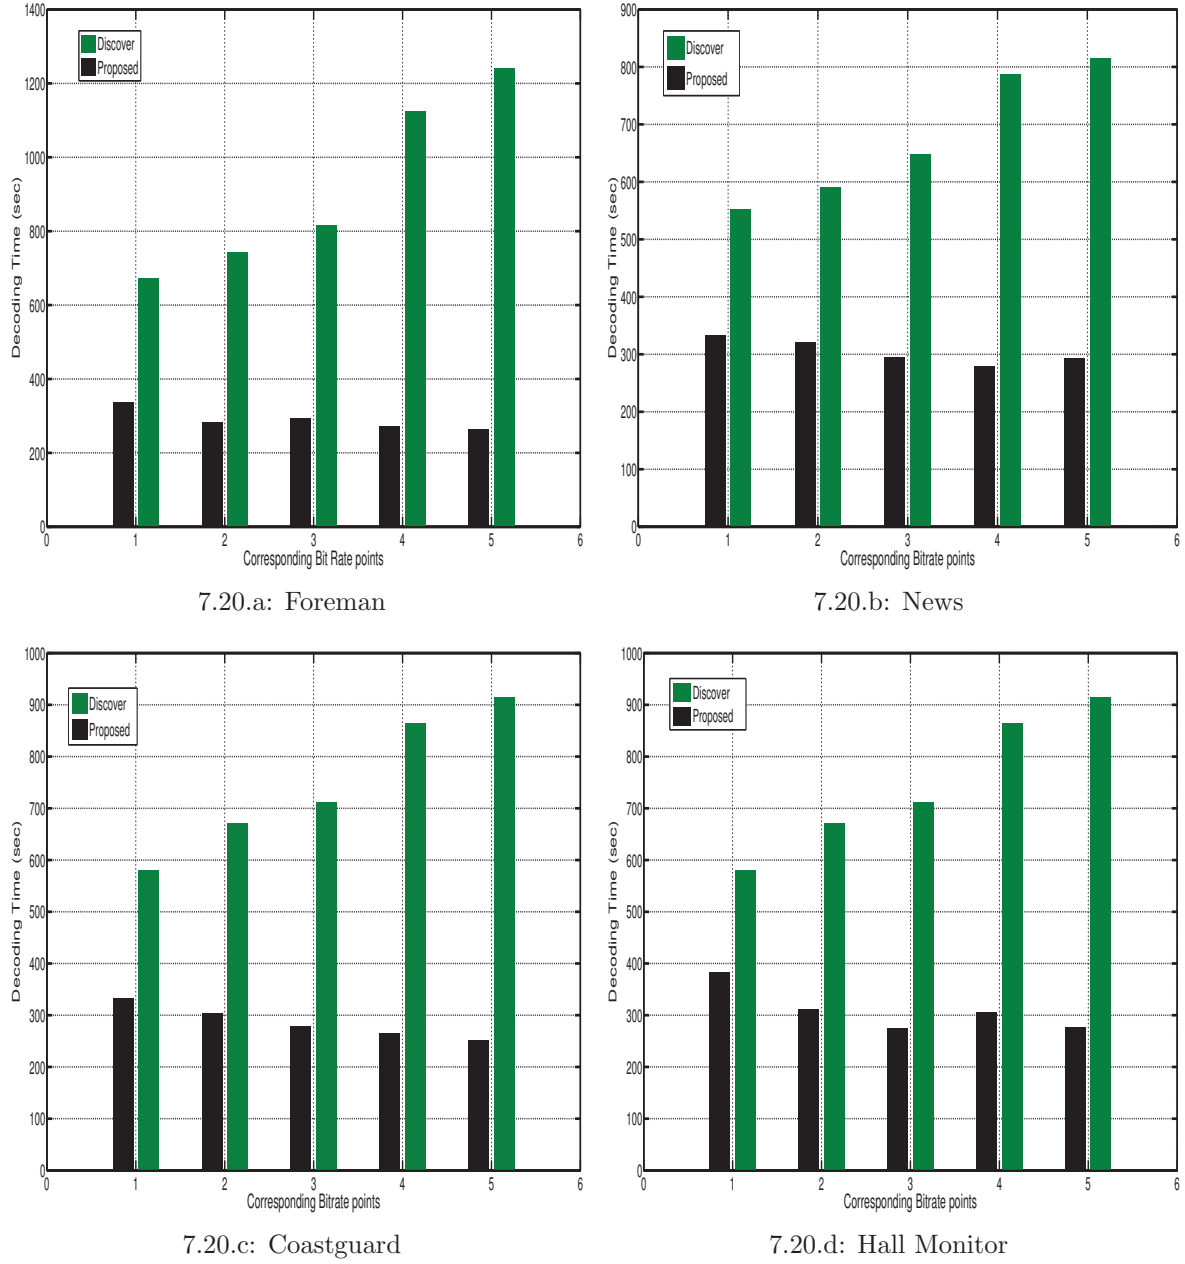 1400
1200
1000
800
600
400
200
0
Decoding Time (sec)
Discover
Proposed
0 1 2 3 4 5 6
Corresponding Bit Rate points
7.20.a: Foreman
900
800
700
600
500
400
300
200
100
0
Decoding Time (sec)
Discover
Proposed
0 1 2 3 4 5 6
Corresponding Bitrate points
7.20.b: News
1000
900
800
700
600
500
400
300
200
100
0
Decoding Time (sec)
Discover
Proposed
0 1 2 3 4 5 6
Corresponding Bitrate points
7.20.c: Coastguard
1000
900
800
700
600
500
400
300
200
100
0
Decoding Time (sec)
Discover
Proposed
0 1 2 3 4 5 6
Corresponding Bitrate points
7.20.d: Hall Monitor